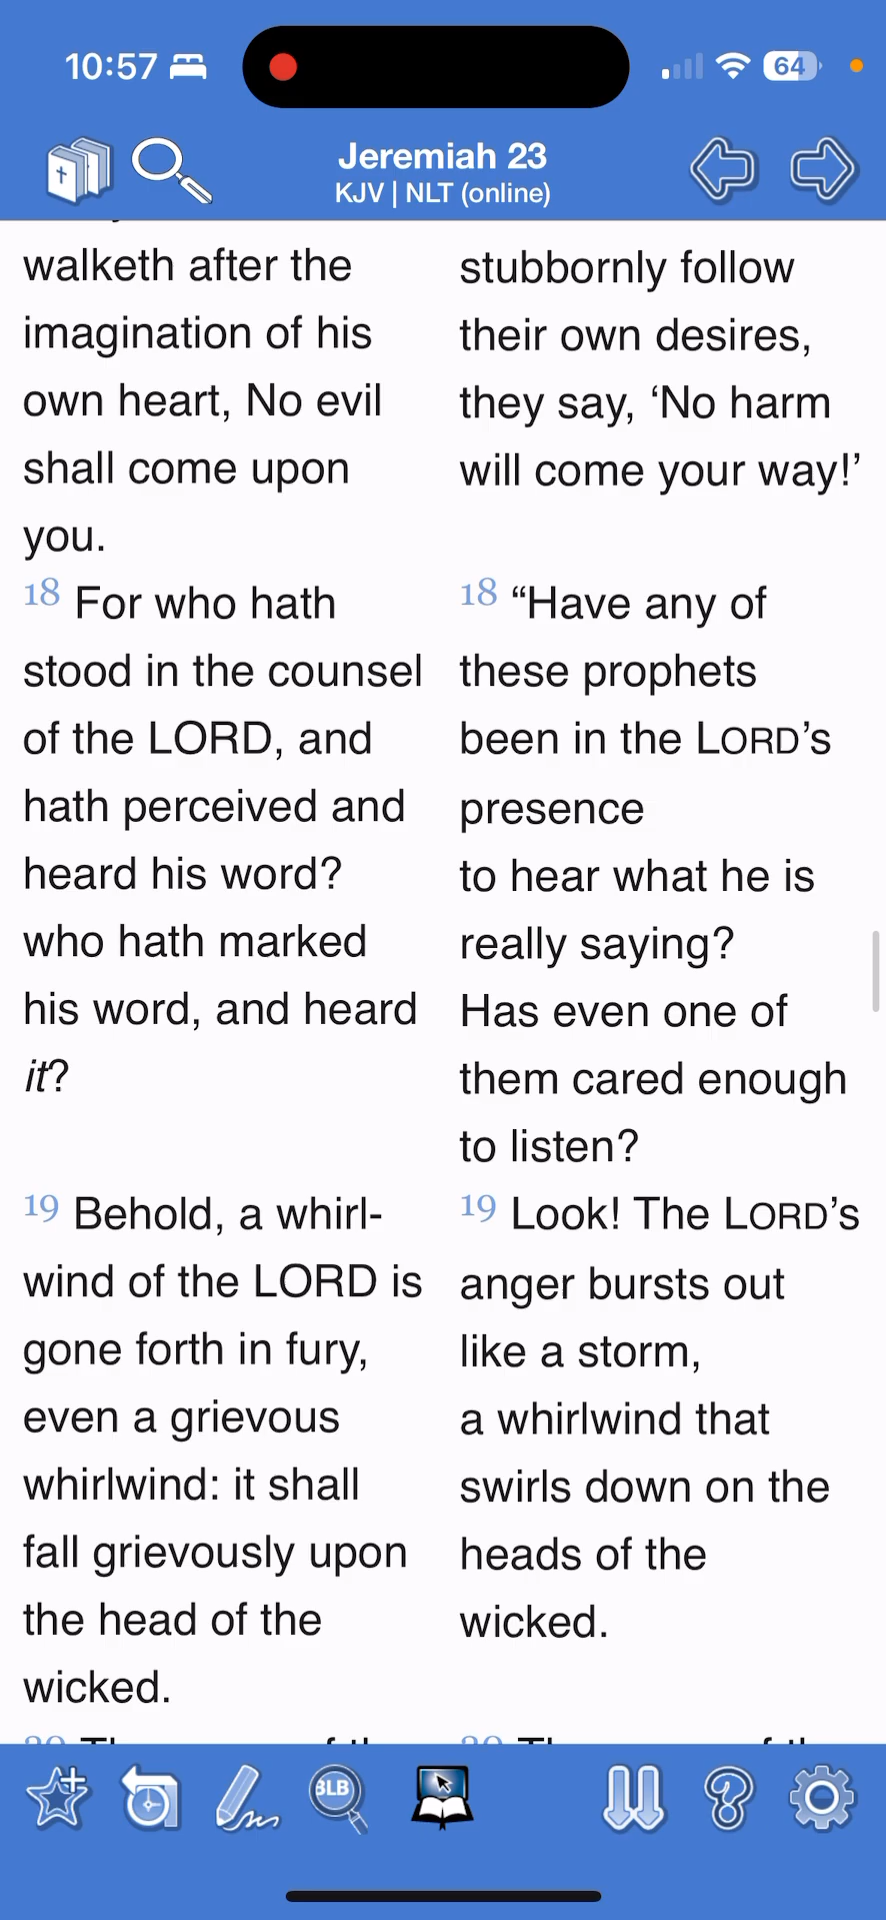 10:57
64
Jeremiah 23
KJV | NLT (online)
walketh after the
imagination of his
own heart, No evil
shall come upon
you.
18 For who hath
stood in the counsel
of the LORD, and
hath perceived and
heard his word?
who hath marked
his word, and heard
it?
19 Behold, a whirl-
wind of the LORD is
gone forth in fury,
even a grievous
whirlwind: it shall
fall grievously upon
the head of the
wicked.
stubbornly follow
their own desires,
they say, ‘No harm
will come your way!’
18 “Have any of
these prophets
been in the LORD’s
presence
to hear what he is
really saying?
Has even one of
them cared enough
to listen?
19 Look! The LORD’s
anger bursts out
like a storm,
a whirlwind that
swirls down on the
heads of the
wicked.
BLB